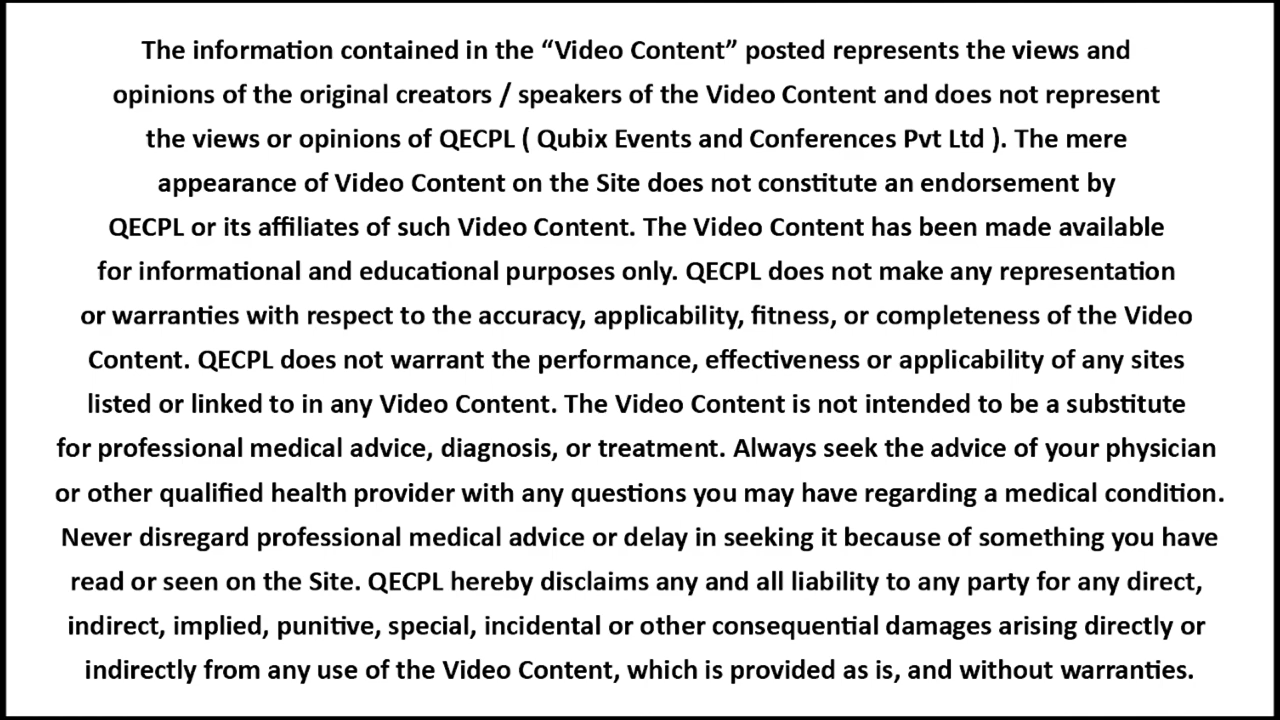 The information contained in the “Video Content” posted represents the views and
opinions of the original creators / speakers of the Video Content and does not represent
the views or opinions of QECPL ( Qubix Events and Conferences Pvt Ltd ). The mere
appearance of Video Content on the Site does not constitute an endorsement by
QECPL or its affiliates of such Video Content. The Video Content has been made available
for informational and educational purposes only. QECPL does not make any representation
or warranties with respect to the accuracy, applicability, fitness, or completeness of the Video
Content. QECPL does not warrant the performance, effectiveness or applicability of any sites
listed or linked to in any Video Content. The Video Content is not intended to be a substitute
for professional medical advice, diagnosis, or treatment. Always seek the advice of your physician
or other qualified health provider with any questions you may have regarding a medical condition.
Never disregard professional medical advice or delay in seeking it because of something you have
read or seen on the Site. QECPL hereby disclaims any and all liability to any party for any direct,
indirect, implied, punitive, special, incidental or other consequential damages arising directly or
indirectly from any use of the Video Content, which is provided as is, and without warranties.